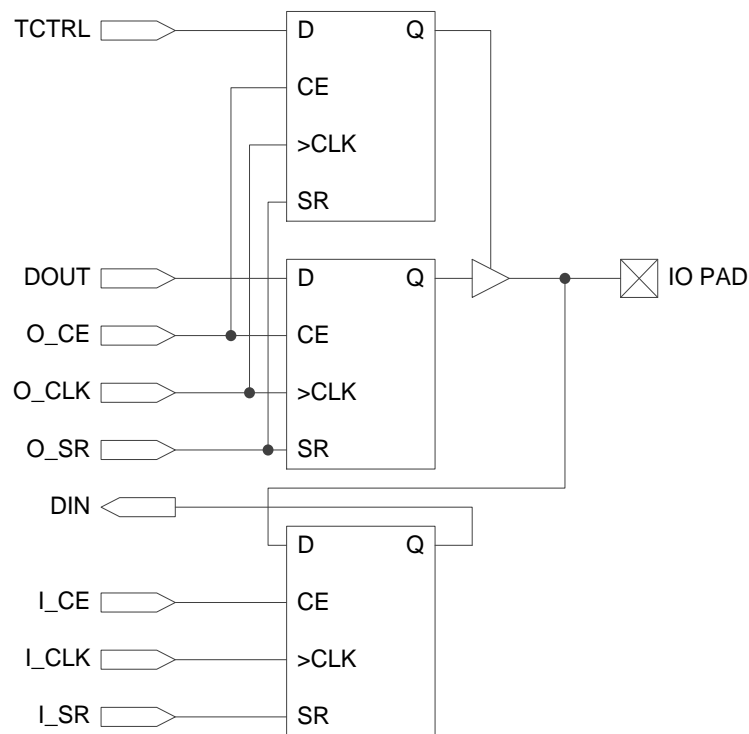 TCTRL
D Q
CE
>CLK
SR
DOUT
D Q
IO PAD
O_CE
CE
O_CLK
>CLK
O_SR
SR
DIN
D Q
I_CE
CE
I_CLK
>CLK
I_SR
SR